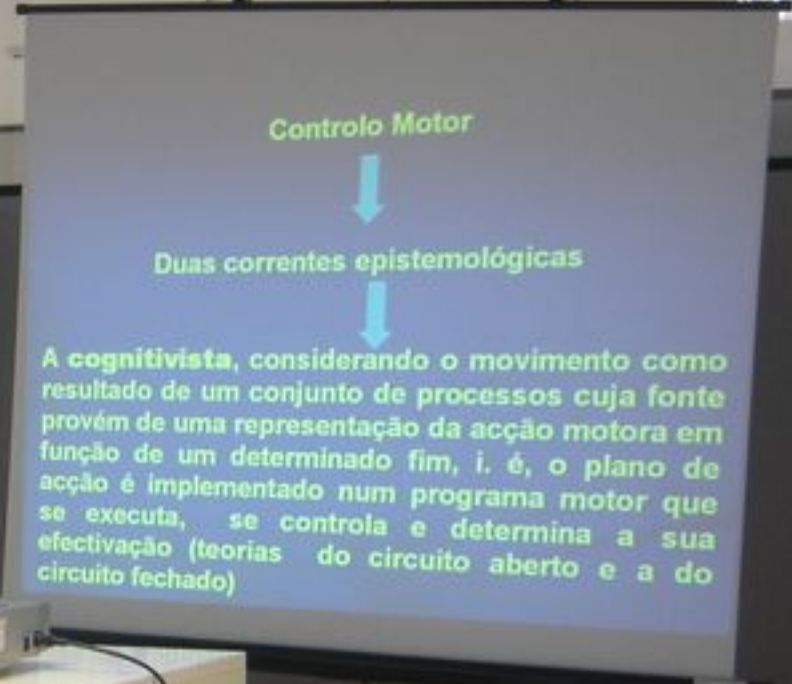 Controlo Motor
Duas correntes epistemológicas
A cognitivista, considerando o movimento como
resultado de um conjunto de processos cuja fonte
provém de uma representação da acção motora em
função de um determinado fim, i. é, o plano de
acção é implementado num programa motor que
se executa, se controla e determina a sua
efectivação (teorias do circuito aberto e a do
circuito fechado)